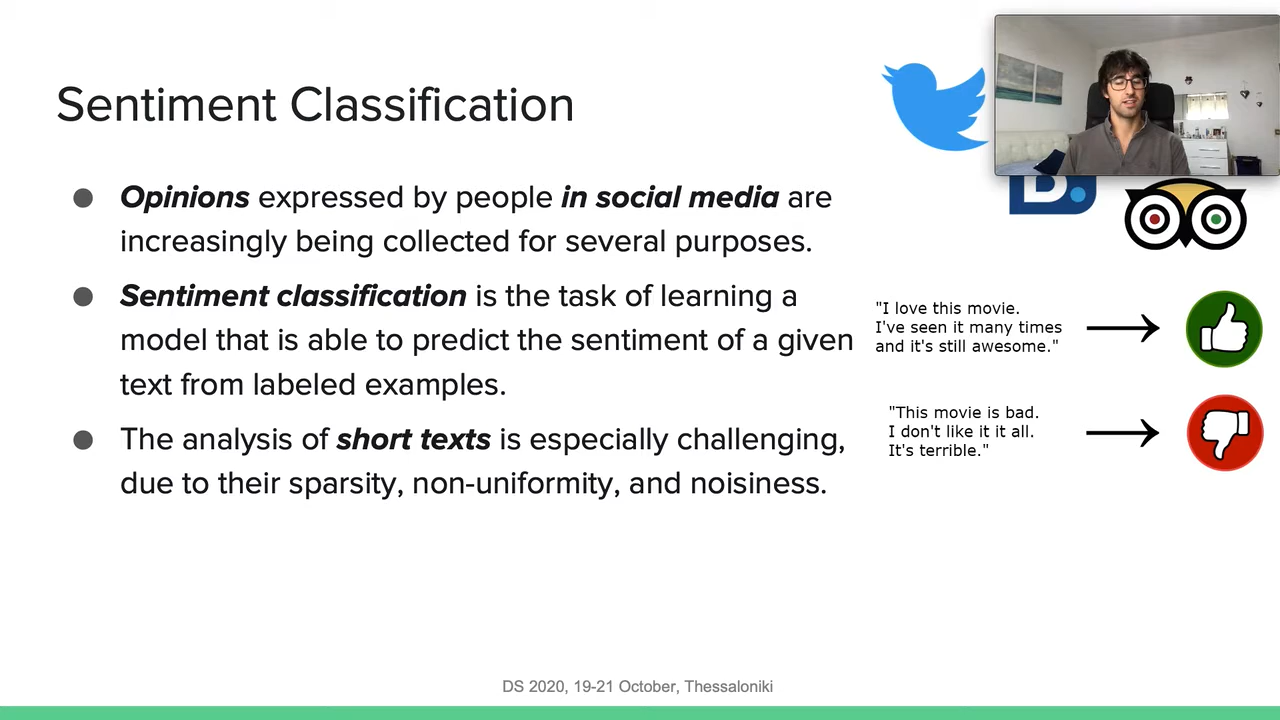 Sentiment Classification
Opinions expressed by people in social media are
increasingly being collected for several purposes.
Sentiment classification is the task of learning a
model that is able to predict the sentiment of a given
text from labeled examples.
The analysis of short texts is especially challenging,
due to their sparsity, non-uniformity, and noisiness.
"I love this movie.
I've seen it many times
and it's still awesome."
"This movie is bad.
I don't like it it all.
It's terrible."
DS 2020, 19-21 October, Thessaloniki